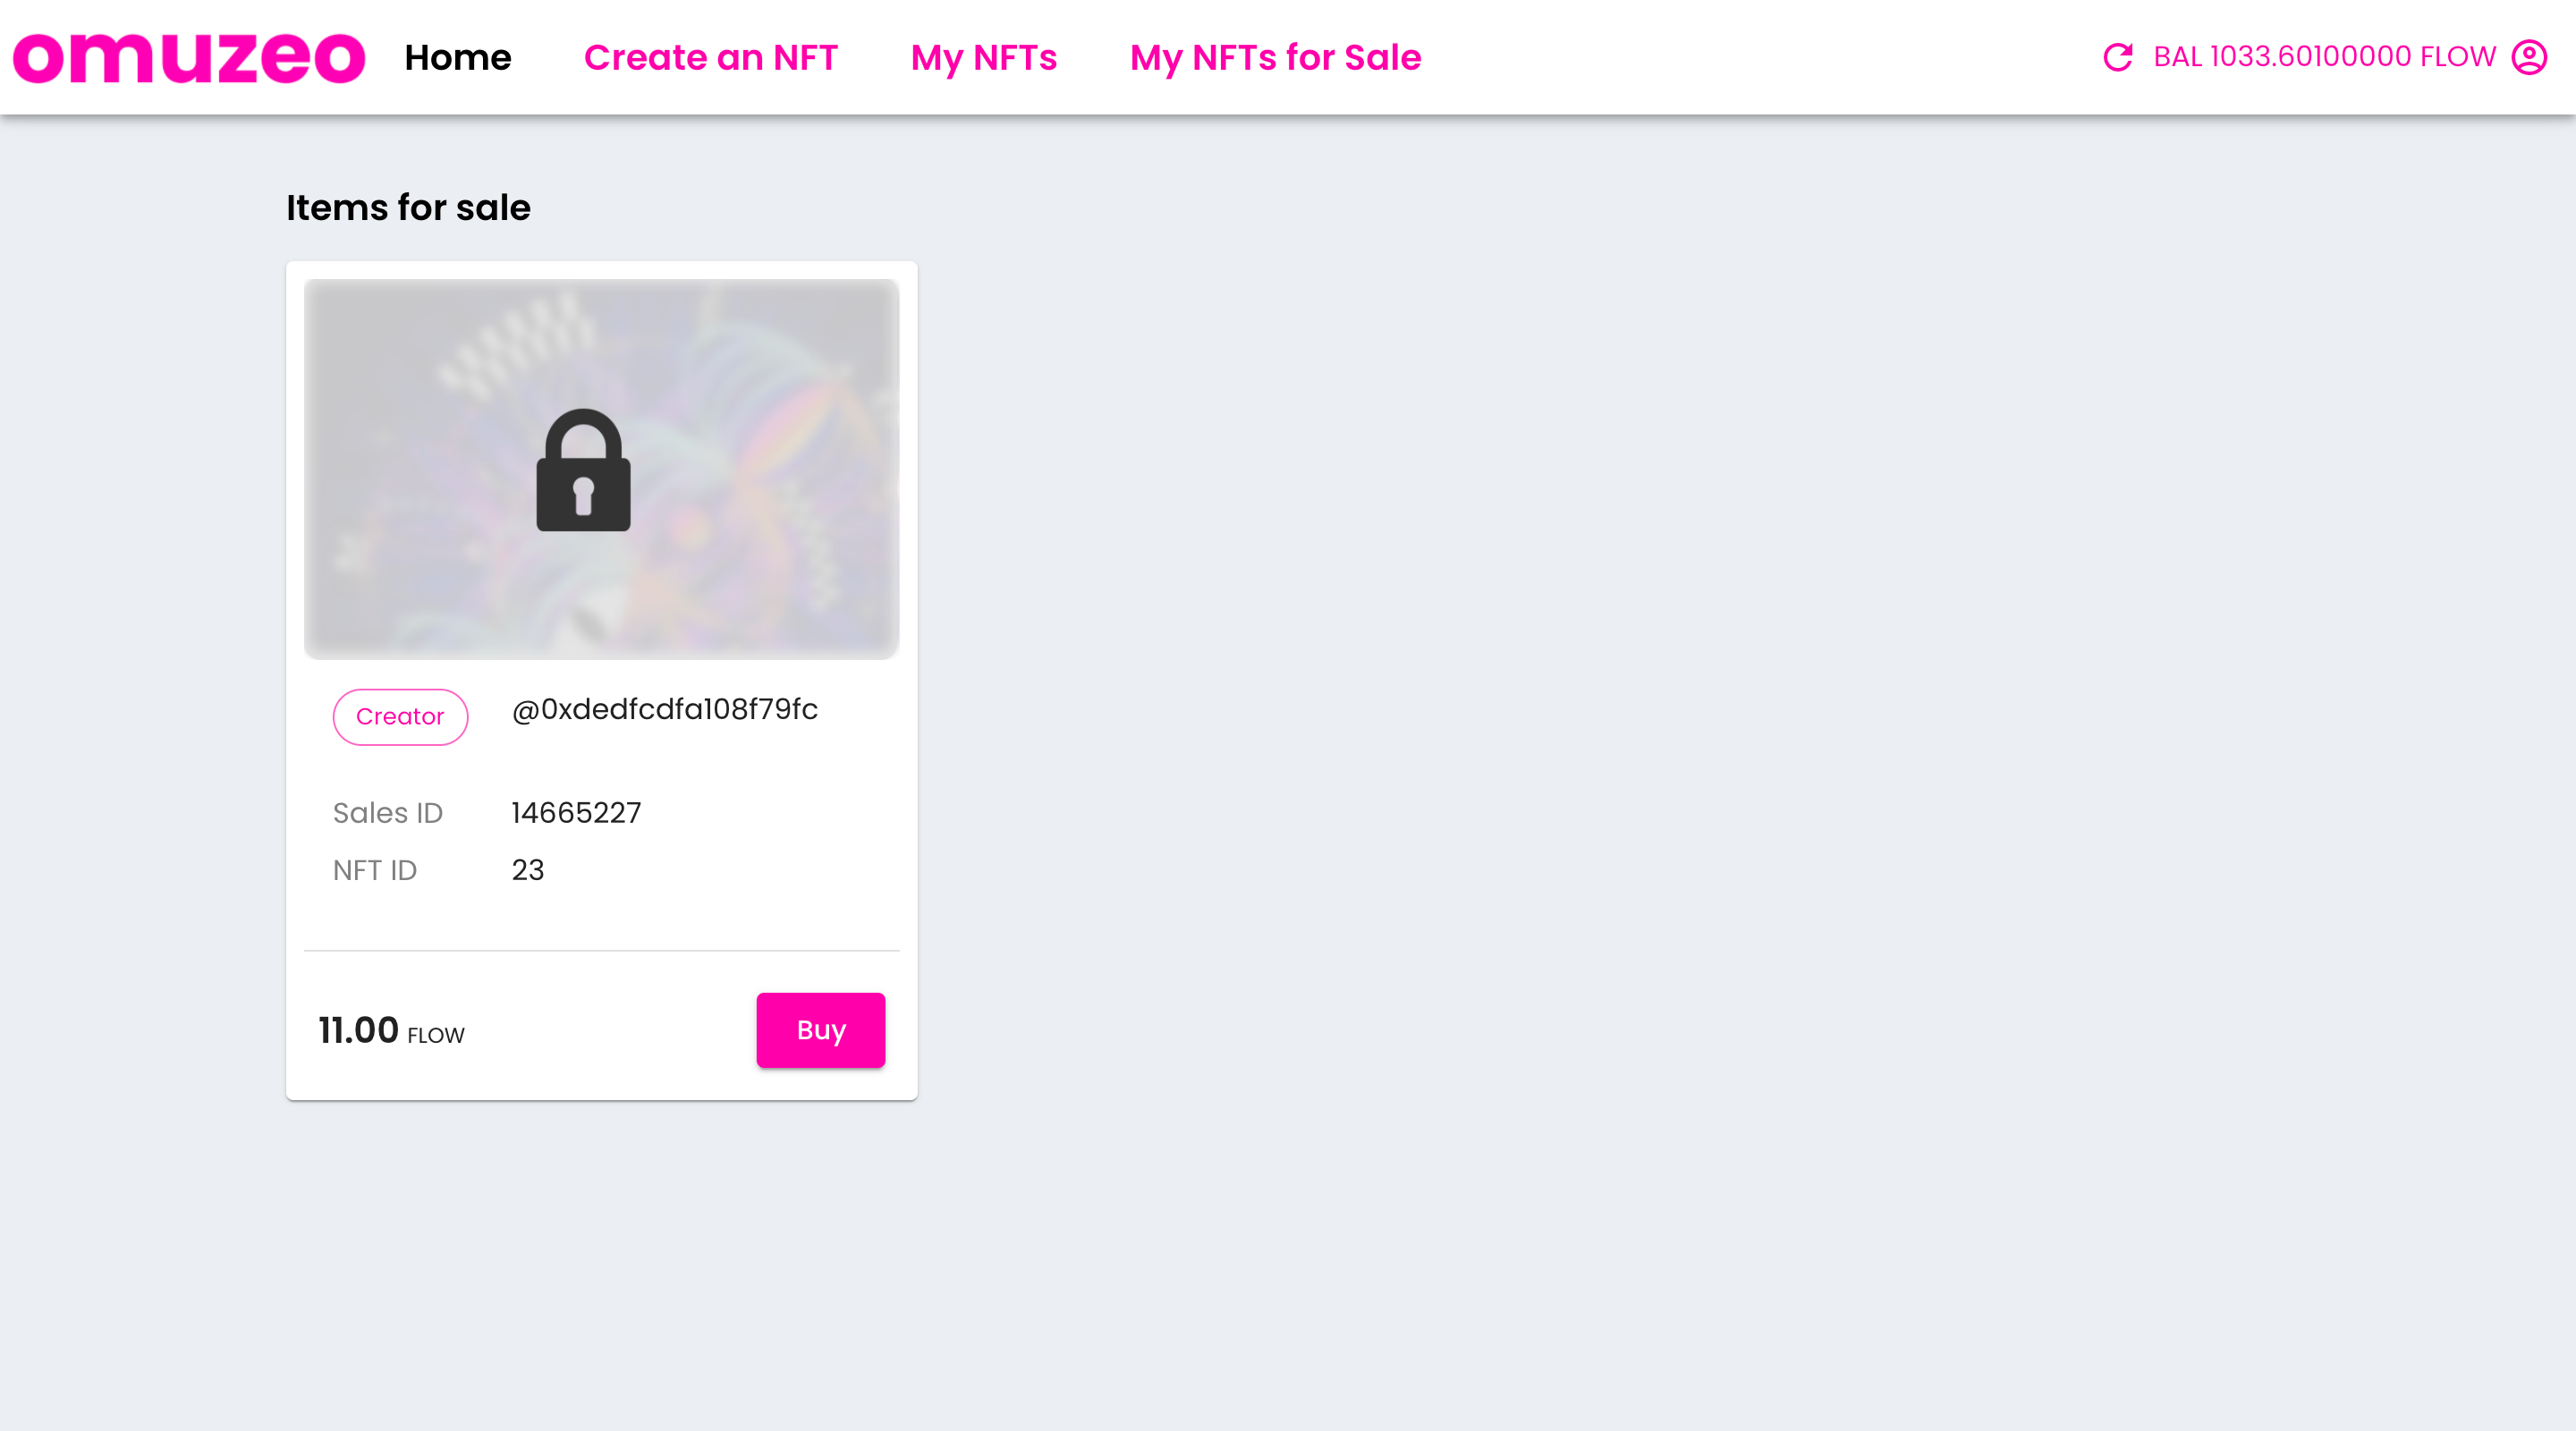 omuzeo Home Create an NFT My NFTs My NFTs for Sale BAL 1033.60100000 FLOW
Items for sale
Creator @0xdedfcdfa108f79fc
Sales ID 14665227
NFT ID 23
11.00 FLOW Buy